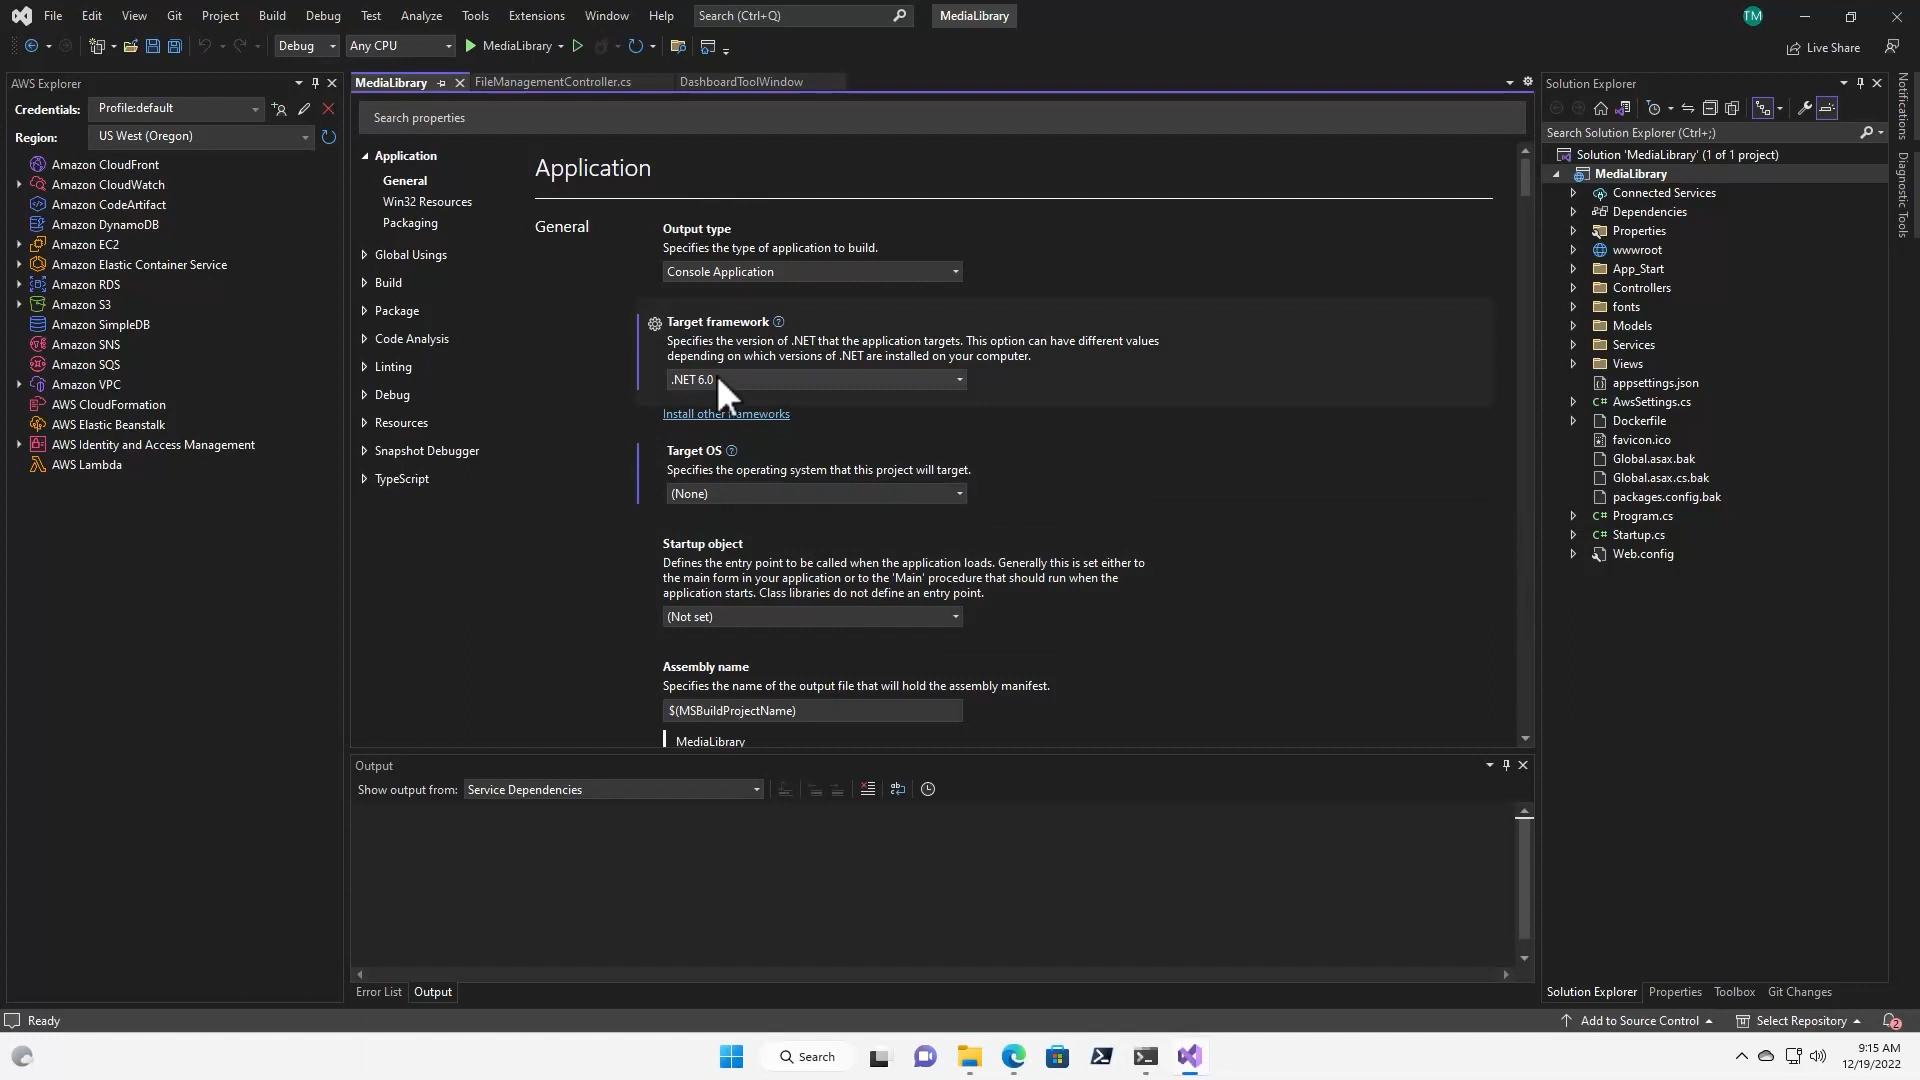 File Edit View Git Project Build Debug Test Analyze Tools Extensions Window Help Search (Ctrl+Q) MediaLibrary TM
Debug Any CPU MediaLibrary Live Share
AWS Explorer
Credentials: Profile:default
Region: US West (Oregon)
Amazon CloudFront
Amazon CloudWatch
Amazon CodeArtifact
Amazon DynamoDB
Amazon EC2
Amazon Elastic Container Service
Amazon RDS
Amazon S3
Amazon SimpleDB
Amazon SNS
Amazon SQS
Amazon VPC
AWS CloudFormation
AWS Elastic Beanstalk
AWS Identity and Access Management
AWS Lambda
MediaLibrary FileManagementController.cs DashboardToolWindow
Search properties
Application
General
Win32 Resources
Packaging
Global Usings
Build
Package
Code Analysis
Linting
Debug
Resources
Snapshot Debugger
TypeScript
Application
General
Output type
Specifies the type of application to build.
Console Application
Target framework
Specifies the version of .NET that the application targets. This option can have different values
depending on which versions of .NET are installed on your computer.
.NET 6.0
Install other frameworks
Target OS
Specifies the operating system that this project will target.
(None)
Startup object
Defines the entry point to be called when the application loads. Generally this is set either to
the main form in your application or to the 'Main' procedure that should run when the
application starts. Class libraries do not define an entry point.
(Not set)
Assembly name
Specifies the name of the output file that will hold the assembly manifest.
$(MSBuildProjectName)
MediaLibrary
Output
Show output from: Service Dependencies
Error List Output
Solution Explorer
Search Solution Explorer (Ctrl+;)
Solution 'MediaLibrary' (1 of 1 project)
MediaLibrary
Connected Services
Dependencies
Properties
wwwroot
App_Start
Controllers
fonts
Models
Services
Views
appsettings.json
AwsSettings.cs
Dockerfile
favicon.ico
Global.asax.bak
Global.asax.cs.bak
packages.config.bak
Program.cs
Startup.cs
Web.config
Solution Explorer Properties Toolbox Git Changes
Notifications
Diagnostic Tools
Ready Add to Source Control Select Repository 2
Search
9:15 AM
12/19/2022